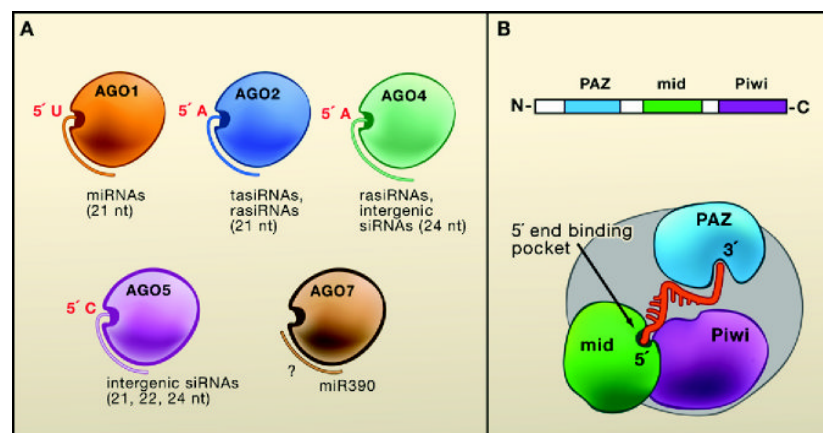 A
AGO1
5´ U
miRNAs
(21 nt)
AGO2
5´ A
tasiRNAs,
rasiRNAs
(21 nt)
AGO4
5´ A
rasiRNAs,
intergenic
siRNAs (24 nt)
AGO5
5´ C
intergenic siRNAs
(21, 22, 24 nt)
AGO7
?
miR390
B
PAZ mid Piwi
N- -C
5´ end binding
pocket
PAZ
3´
mid
5´
Piwi